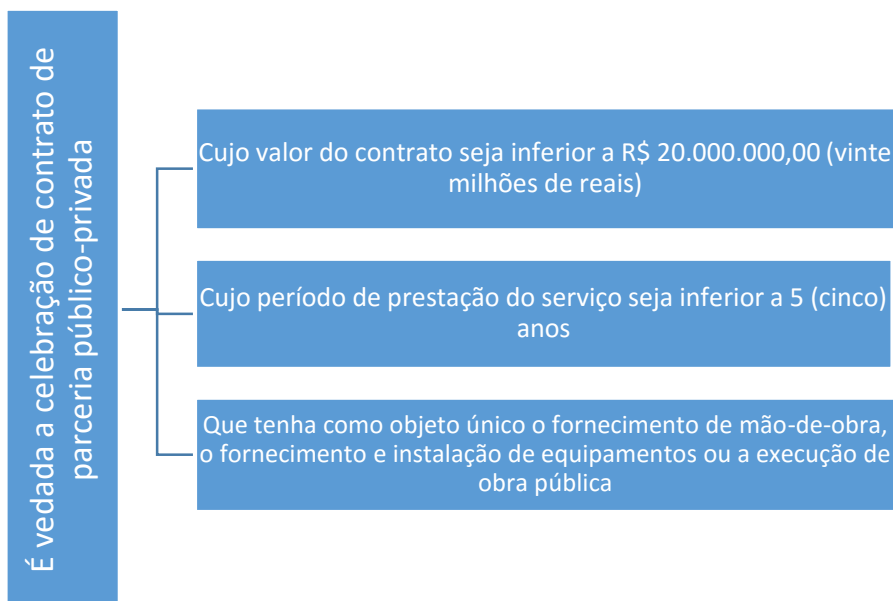 É vedada a celebração de contrato de
parceria público-privada
Cujo valor do contrato seja inferior a R$ 20.000.000,00 (vinte
milhões de reais)
Cujo período de prestação do serviço seja inferior a 5 (cinco)
anos
Que tenha como objeto único o fornecimento de mão-de-obra,
o fornecimento e instalação de equipamentos ou a execução de
obra pública